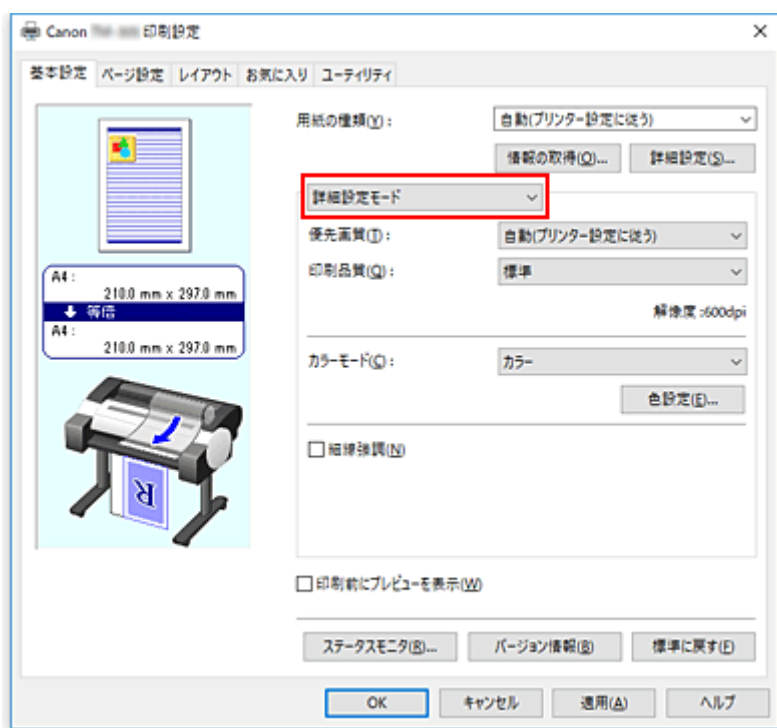 Canon 印刷設定
基本設定 ページ設定 レイアウト お気に入り ユーティリティ
用紙の種類(Y): 自動(プリンター設定に従う)
情報の取得(O)... 詳細設定(S)...
詳細設定モード
優先画質(T): 自動(プリンター設定に従う)
印刷品質(Q): 標準
解像度:600dpi
カラーモード(C): カラー
色設定(E)...
細線強調(N)
A4:
210.0 mm x 297.0 mm
等倍
A4:
210.0 mm x 297.0 mm
R
印刷前にプレビューを表示(W)
ステータスモニタ(R)... バージョン情報(B) 標準に戻す(F)
OK キャンセル 適用(A) ヘルプ